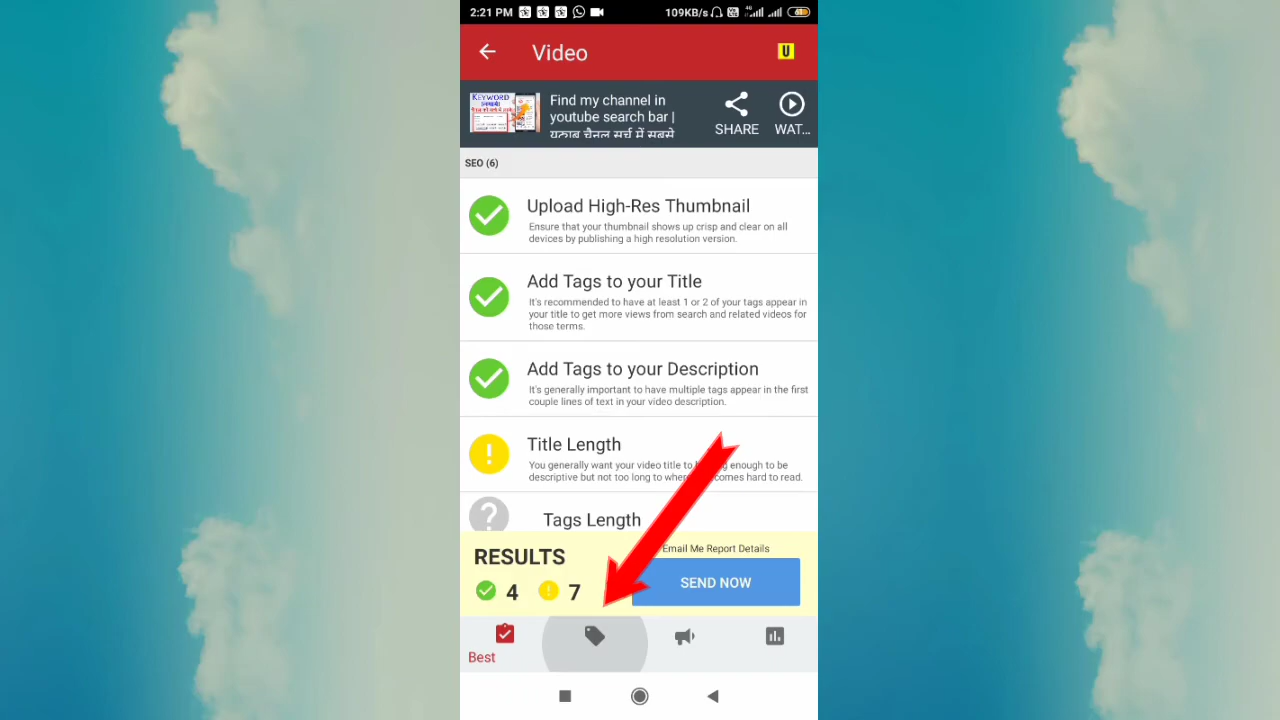 2:21 PM
109KB/s
Video
U
KEYWORD
Find my channel in
youtube search bar |
यूट्यूब चैनल सर्च में सबसे
SHARE
WAT...
SEO (6)
Upload High-Res Thumbnail
Ensure that your thumbnail shows up crisp and clear on all
devices by publishing a high resolution version.
Add Tags to your Title
It's recommended to have at least 1 or 2 of your tags appear in
your title to get more views from search and related videos for
those terms.
Add Tags to your Description
It's generally important to have multiple tags appear in the first
couple lines of text in your video description.
Title Length
You generally want your video title to enough to be
descriptive but not too long to comes hard to read.
Tags Length
RESULTS
4 7
Email Me Report Details
SEND NOW
Best